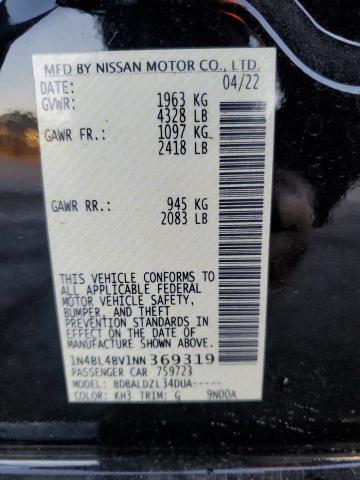 MFD BY NISSAN MOTOR CO., LTD.
DATE: 04/22
GVWR: 1963 KG
4328 LB
GAWR FR.: 1097 KG
2418 LB
GAWR RR.: 945 KG
2083 LB
THIS VEHICLE CONFORMS TO
ALL APPLICABLE FEDERAL
MOTOR VEHICLE SAFETY,
BUMPER, AND THEFT
PREVENTION STANDARDS IN
EFFECT ON THE DATE OF
MANUFACTURE SHOWN ABOVE.
1N4BL4BV1NN369319
PASSENGER CAR 759723
MODEL: BDBALDZL34DUA-----
COLOR: KH3 TRIM: G 9N00A